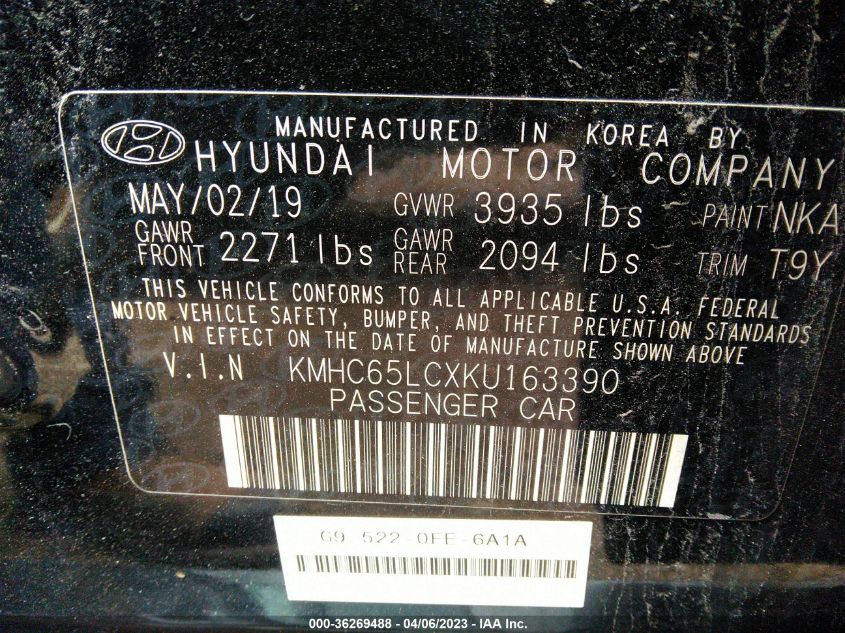 MANUFACTURED IN KOREA BY
HYUNDAI MOTOR COMPANY
MAY/02/19 GVWR 3935 lbs PAINT NKA
GAWR FRONT 2271 lbs GAWR REAR 2094 lbs TRIM T9Y
THIS VEHICLE CONFORMS TO ALL APPLICABLE U.S.A. FEDERAL
MOTOR VEHICLE SAFETY, BUMPER, AND THEFT PREVENTION STANDARDS
IN EFFECT ON THE DATE OF MANUFACTURE SHOWN ABOVE
V.I.N KMHC65LCXKU163390
PASSENGER CAR
G9 522-0FE-6A1A
000-36269488 - 04/06/2023 - IAA Inc.